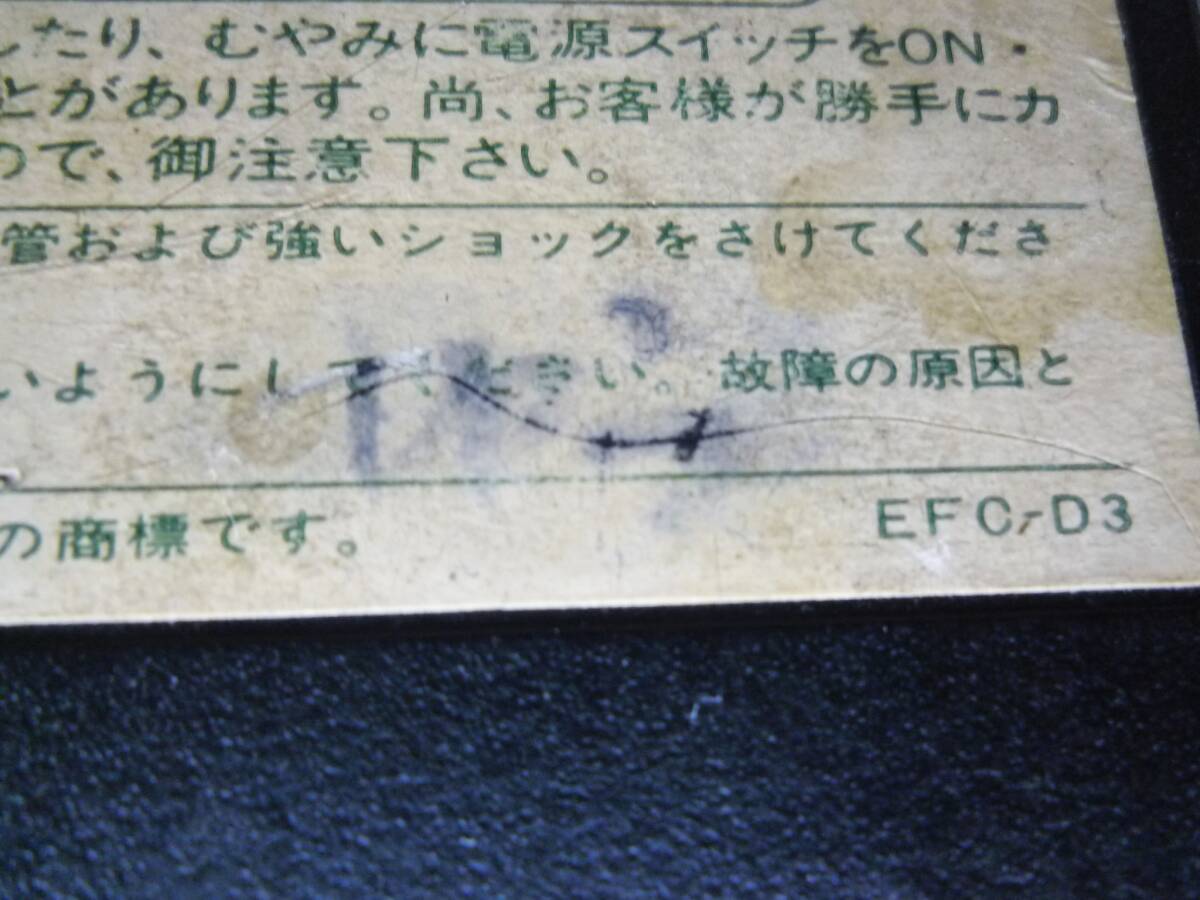 したり、むやみに電源スイッチをON・
とがあります。尚、お客様が勝手にカ
ので、御注意下さい。
管および強いショックをさけてくださ
いようにしてください。故障の原因と
の商標です。
EFC-D3